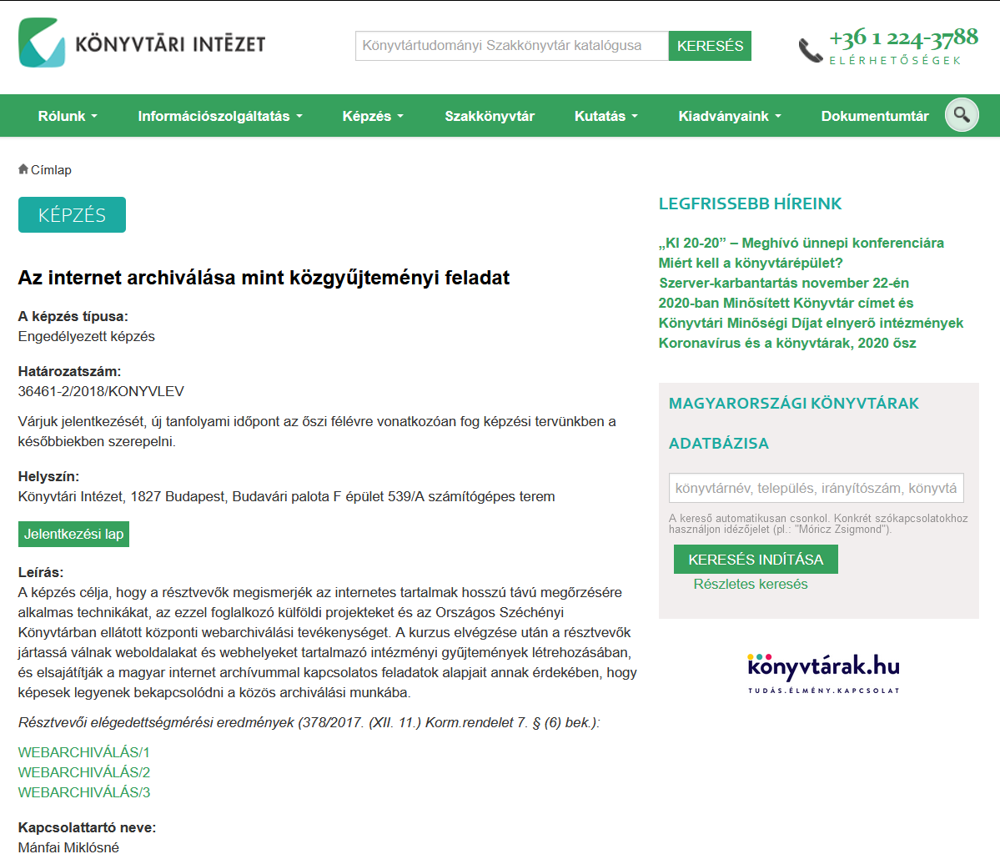 KÖNYVTĀRI INTĒZET
Könyvtártudományi Szakkönyvtár katalógusa
KERESÉS
+36 1 224-3788
ELÉRHETŐSÉGEK
Rólunk
Információszolgáltatás
Képzés
Szakkönyvtár
Kutatás
Kiadványaink
Dokumentumtár
Címlap
KÉPZÉS
Az internet archiválása mint közgyűjteményi feladat
A képzés típusa:
Engedélyezett képzés
Határozatszám:
36461-2/2018/KONYVLEV
Várjuk jelentkezését, új tanfolyami időpont az őszi félévre vonatkozóan fog képzési tervünkben a
későbbiekben szerepelni.
Helyszín:
Könyvtári Intézet, 1827 Budapest, Budavári palota F épület 539/A számítógépes terem
Jelentkezési lap
Leírás:
A képzés célja, hogy a résztvevők megismerjék az internetes tartalmak hosszú távú megőrzésére
alkalmas technikákat, az ezzel foglalkozó külföldi projekteket és az Országos Széchényi
Könyvtárban ellátott központi webarchiválási tevékenységet. A kurzus elvégzése után a résztvevők
jártassá válnak weboldalakat és webhelyeket tartalmazó intézményi gyűjtemények létrehozásában,
és elsajátítják a magyar internet archívummal kapcsolatos feladatok alapjait annak érdekében, hogy
képesek legyenek bekapcsolódni a közös archiválási munkába.
Résztvevői elégedettségmérési eredmények (378/2017. (XII. 11.) Korm.rendelet 7. § (6) bek.):
WEBARCHIVÁLÁS/1
WEBARCHIVÁLÁS/2
WEBARCHIVÁLÁS/3
Kapcsolattartó neve:
Mánfai Miklósné
LEGFRISSEBB HÍREINK
„KI 20-20” – Meghívó ünnepi konferenciára
Miért kell a könyvtárépület?
Szerver-karbantartás november 22-én
2020-ban Minősített Könyvtár címet és
Könyvtári Minőségi Díjat elnyerő intézmények
Koronavírus és a könyvtárak, 2020 ősz
MAGYARORSZÁGI KÖNYVTÁRAK
ADATBÁZISA
könyvtárnév, település, irányítószám, könyvtá
A kereső automatikusan csonkol. Konkrét szókapcsolatokhoz
használjon idézőjelet (pl.: "Móricz Zsigmond").
KERESÉS INDÍTÁSA
Részletes keresés
könyvtárak.hu
TUDÁS.ÉLMÉNY.KAPCSOLAT